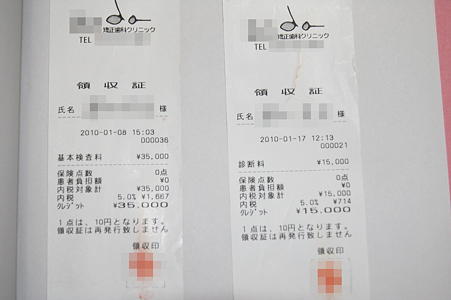 矯正歯科クリニック
TEL
領収証
氏名 様
2010-01-08 15:03
000036
基本検査料 ¥35,000
保険点数 0点
患者負担額 ¥0
内税対象計 ¥35,000
内税 5.0% ¥1,667
クレジット ¥35,000
1点は、10円となります。
領収証は再発行致しません
領収印
矯正歯科クリニック
TEL
領収証
氏名 様
2010-01-17 12:13
000021
診断料 ¥15,000
保険点数 0点
患者負担額 ¥0
内税対象計 ¥15,000
内税 5.0% ¥714
クレジット ¥15,000
1点は、10円となります。
領収証は再発行致しません
領収印